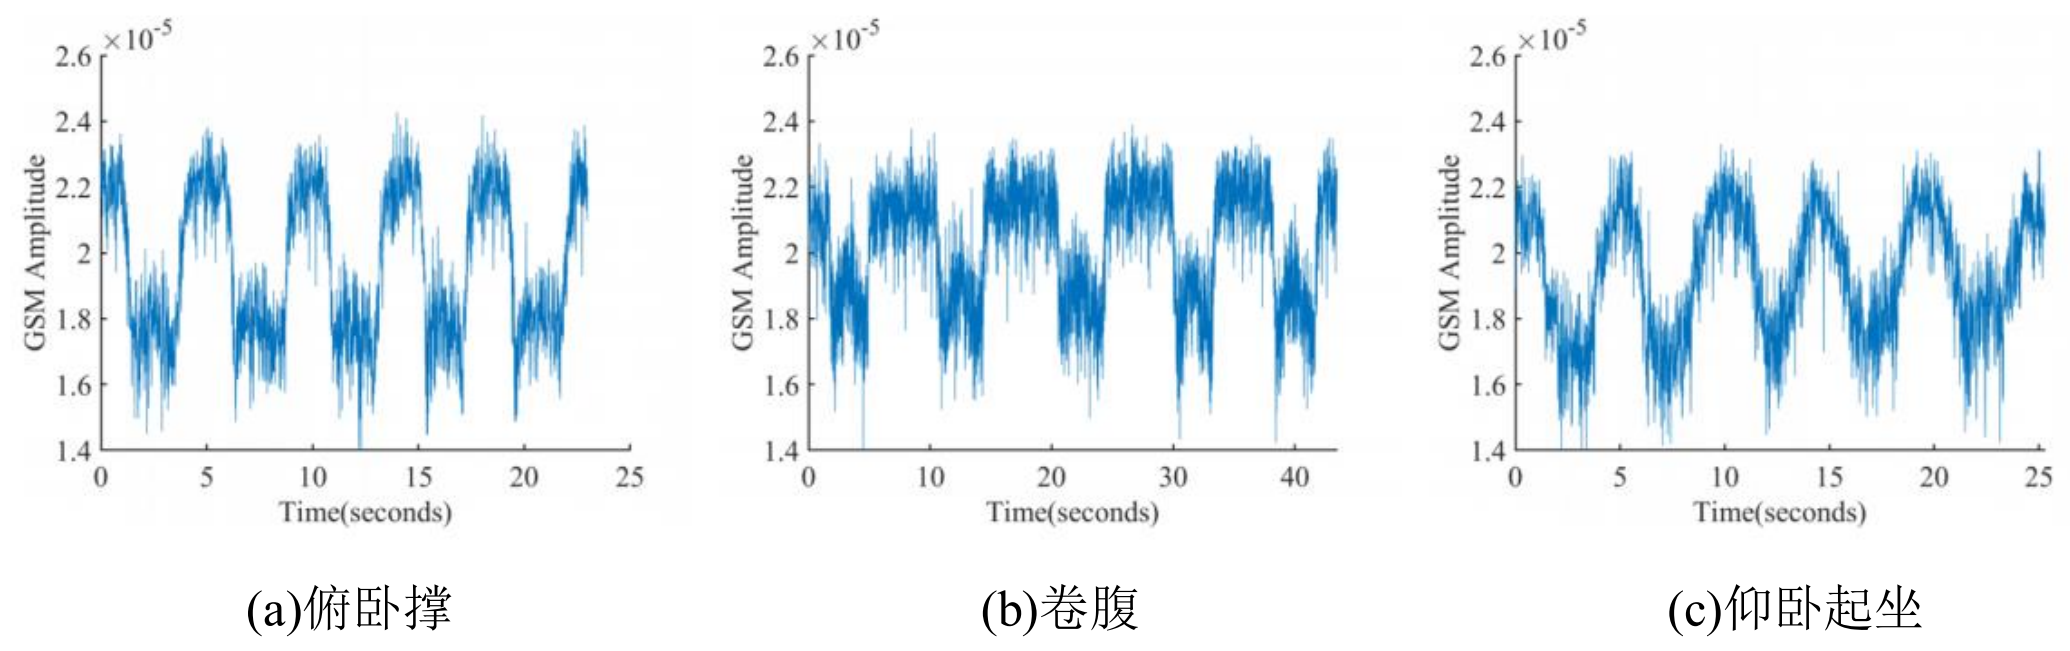 ×10⁻⁵
2.6
2.4
2.2
2
1.8
1.6
1.4
GSM Amplitude
0 5 10 15 20 25
Time(seconds)
(a)俯卧撑
×10⁻⁵
2.6
2.4
2.2
2
1.8
1.6
1.4
GSM Amplitude
0 10 20 30 40
Time(seconds)
(b)卷腹
×10⁻⁵
2.6
2.4
2.2
2
1.8
1.6
1.4
GSM Amplitude
0 5 10 15 20 25
Time(seconds)
(c)仰卧起坐